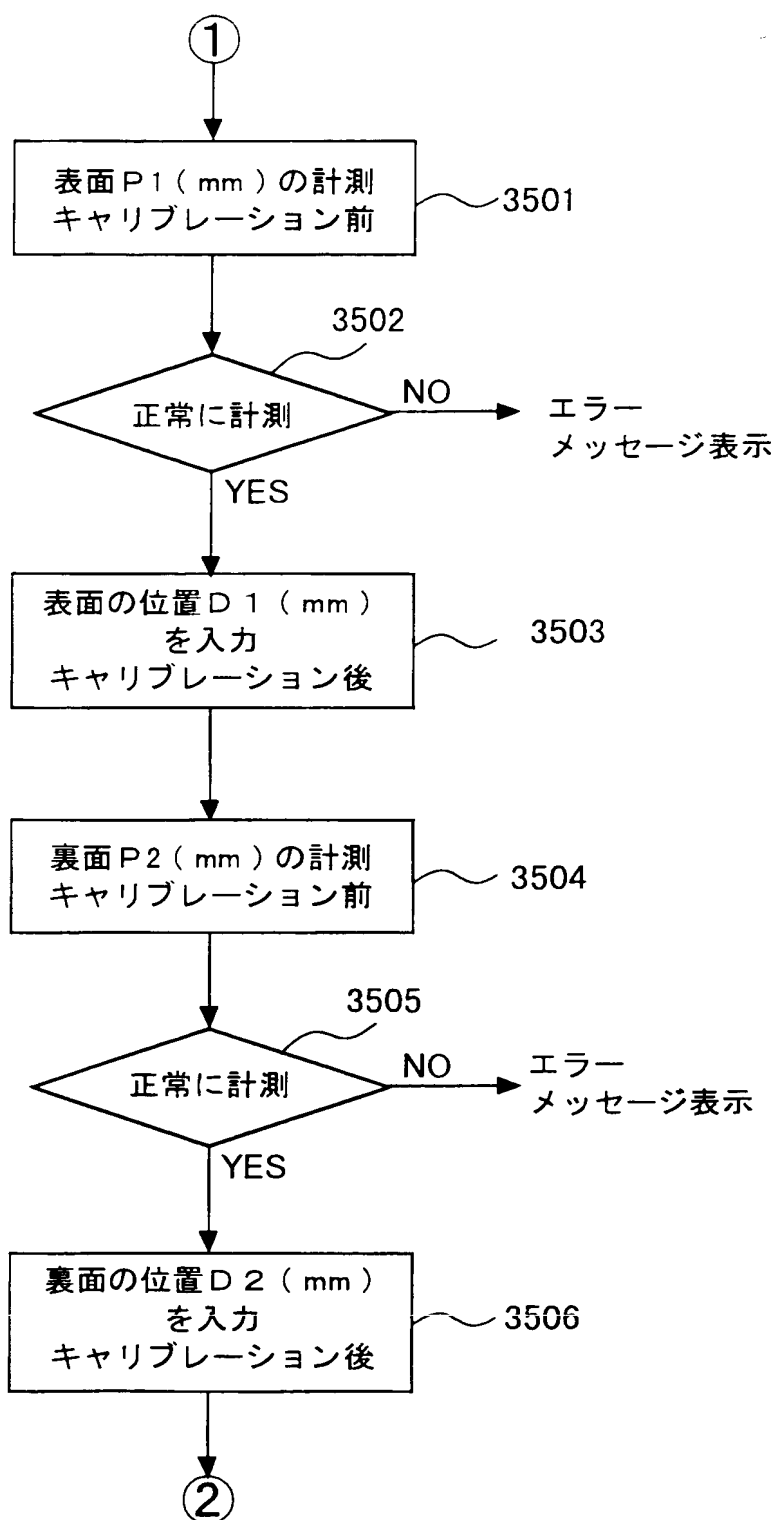 ①
表面P1(mm)の計測
キャリブレーション前
3501
3502
正常に計測
NO
エラー
メッセージ表示
YES
表面の位置D1(mm)
を入力
キャリブレーション後
3503
裏面P2(mm)の計測
キャリブレーション前
3504
3505
正常に計測
NO
エラー
メッセージ表示
YES
裏面の位置D2(mm)
を入力
キャリブレーション後
3506
②